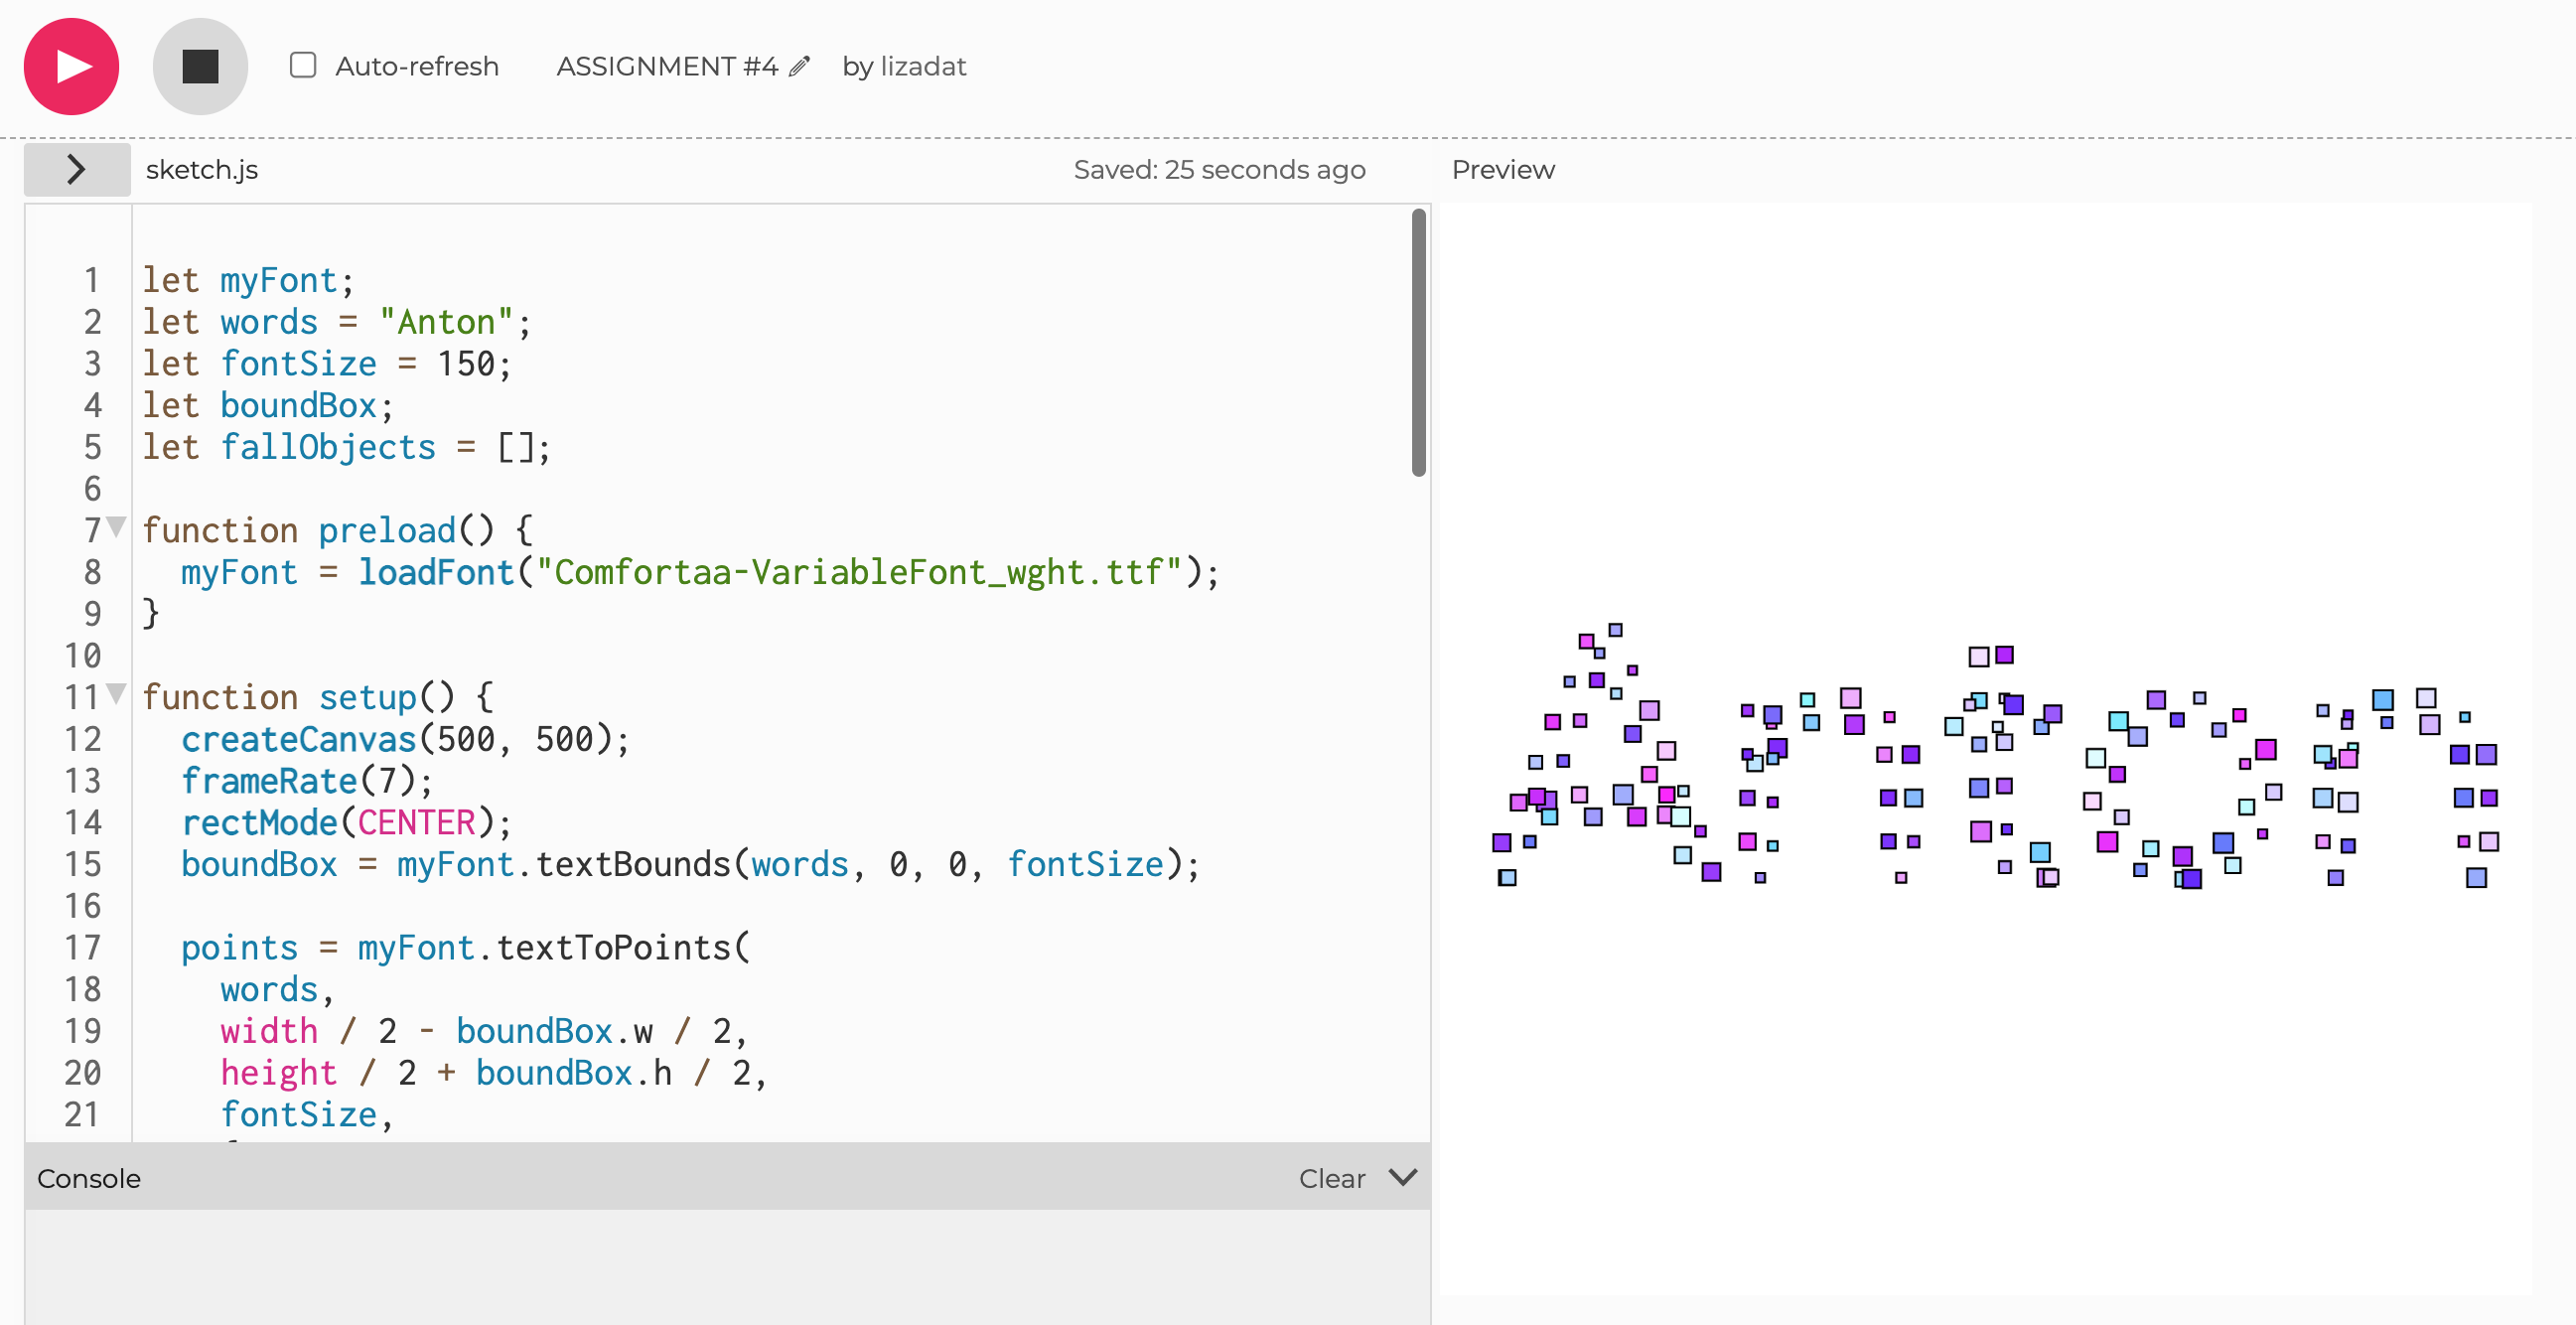 Auto-refresh ASSIGNMENT #4 by lizadat
sketch.js Saved: 25 seconds ago Preview
1 let myFont;
2 let words = "Anton";
3 let fontSize = 150;
4 let boundBox;
5 let fallObjects = [];
6
7 function preload() {
8 myFont = loadFont("Comfortaa-VariableFont_wght.ttf");
9 }
10
11 function setup() {
12 createCanvas(500, 500);
13 frameRate(7);
14 rectMode(CENTER);
15 boundBox = myFont.textBounds(words, 0, 0, fontSize);
16
17 points = myFont.textToPoints(
18 words,
19 width / 2 - boundBox.w / 2,
20 height / 2 + boundBox.h / 2,
21 fontSize,
Console Clear
Anton